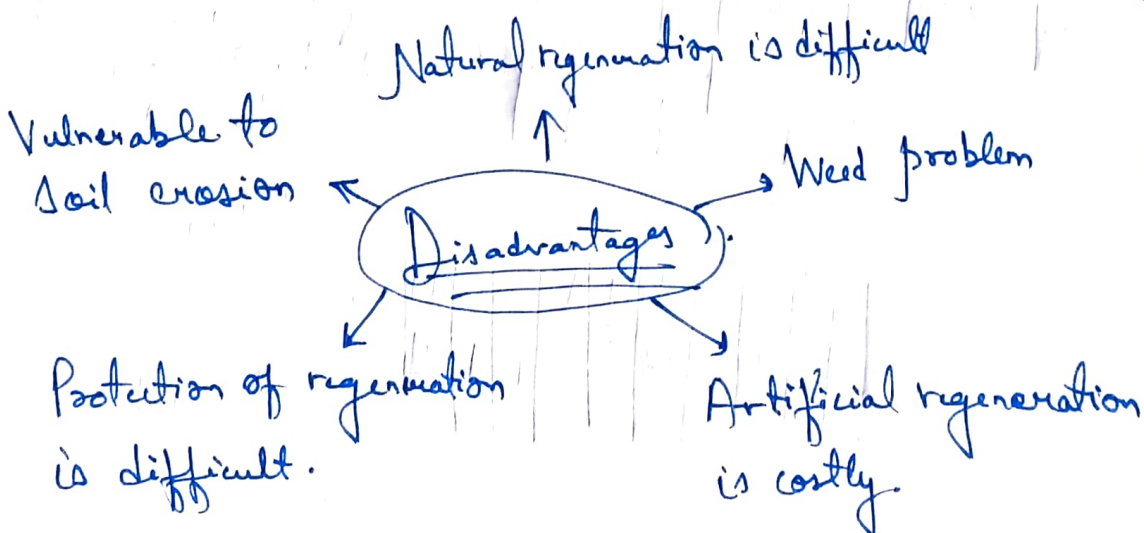 Natural regeneration is difficult
Vulnerable to
Soil erosion
Weed problem
Disadvantages
Protection of regeneration
is difficult.
Artificial regeneration
is costly.